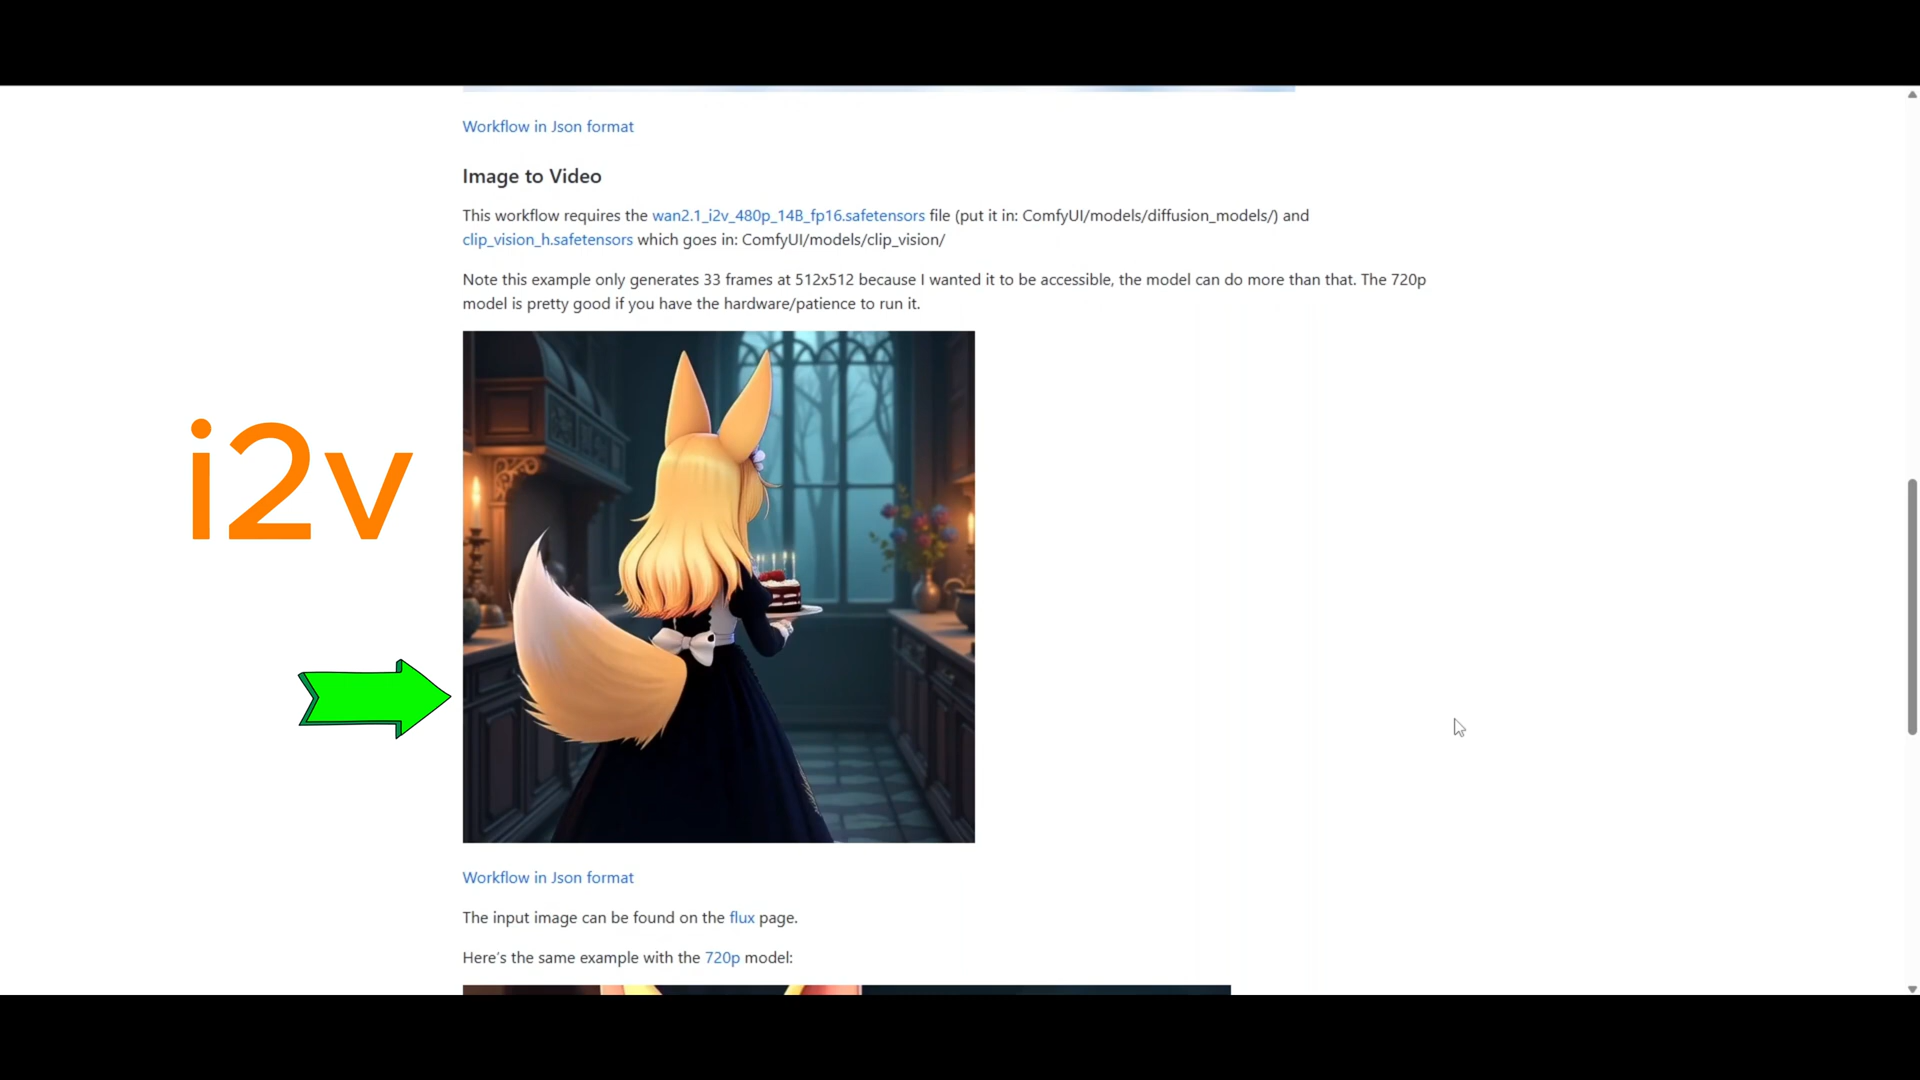 Workflow in Json format
Image to Video
This workflow requires the wan2.1_i2v_480p_14B_fp16.safetensors file (put it in: ComfyUI/models/diffusion_models/) and
clip_vision_h.safetensors which goes in: ComfyUI/models/clip_vision/
Note this example only generates 33 frames at 512x512 because I wanted it to be accessible, the model can do more than that. The 720p
model is pretty good if you have the hardware/patience to run it.
i2v
Workflow in Json format
The input image can be found on the flux page.
Here's the same example with the 720p model: